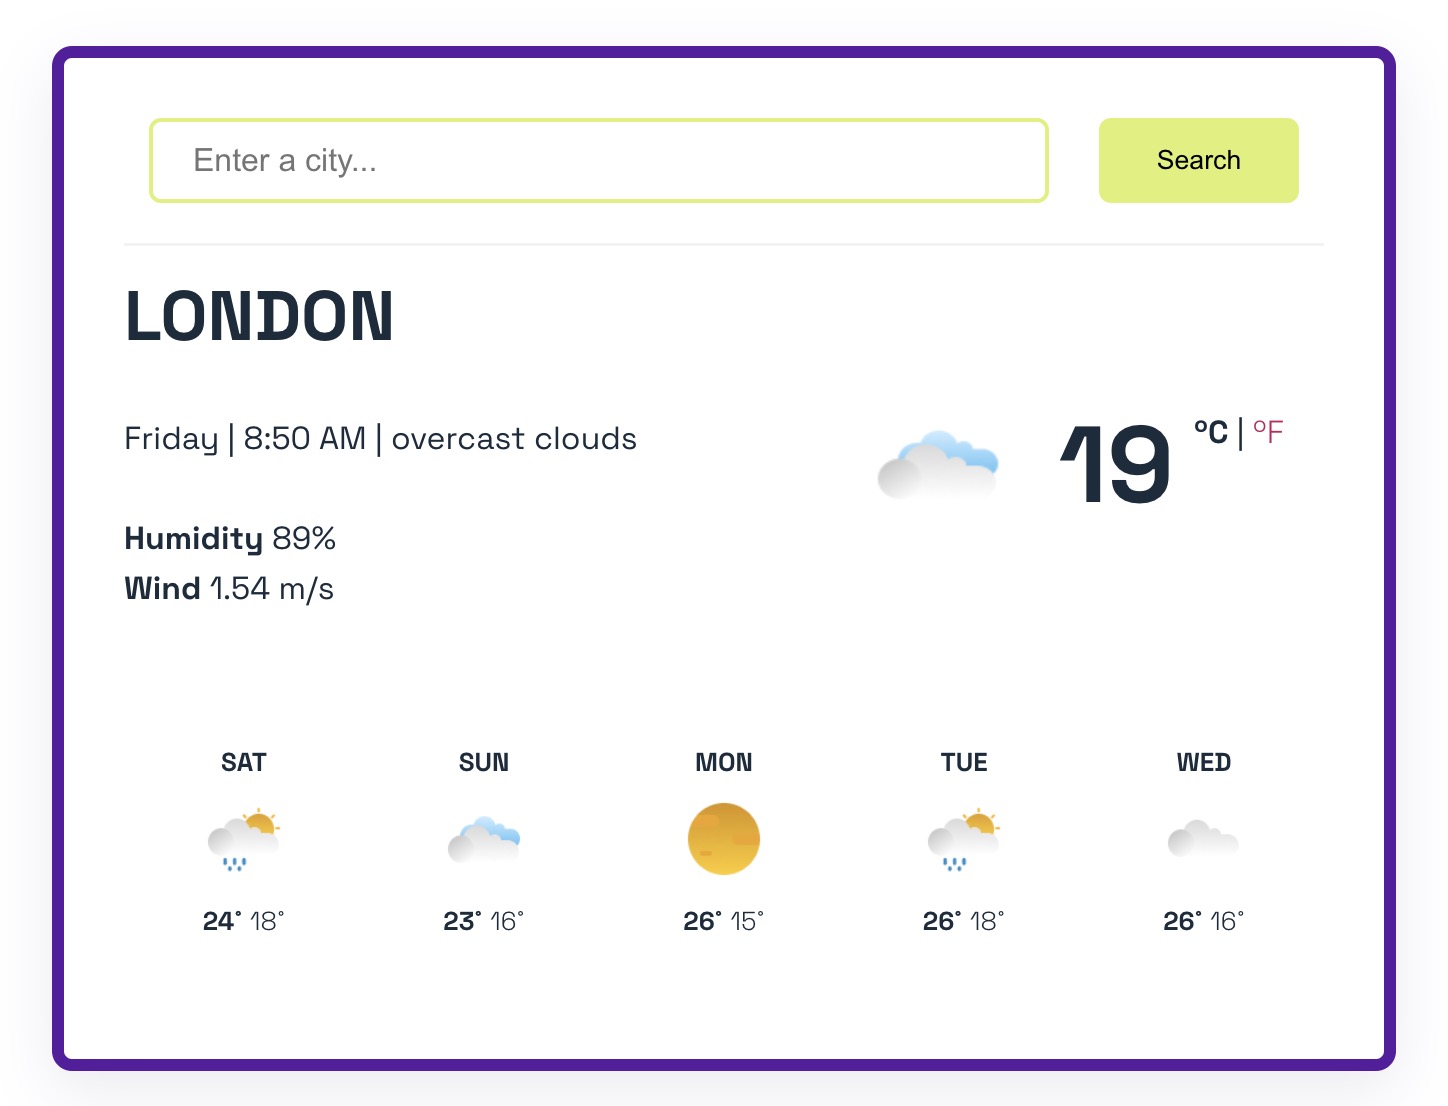 Enter a city...
Search
LONDON
Friday | 8:50 AM | overcast clouds
19 °C | °F
Humidity 89%
Wind 1.54 m/s
SAT SUN MON TUE WED
24° 18° 23° 16° 26° 15° 26° 18° 26° 16°